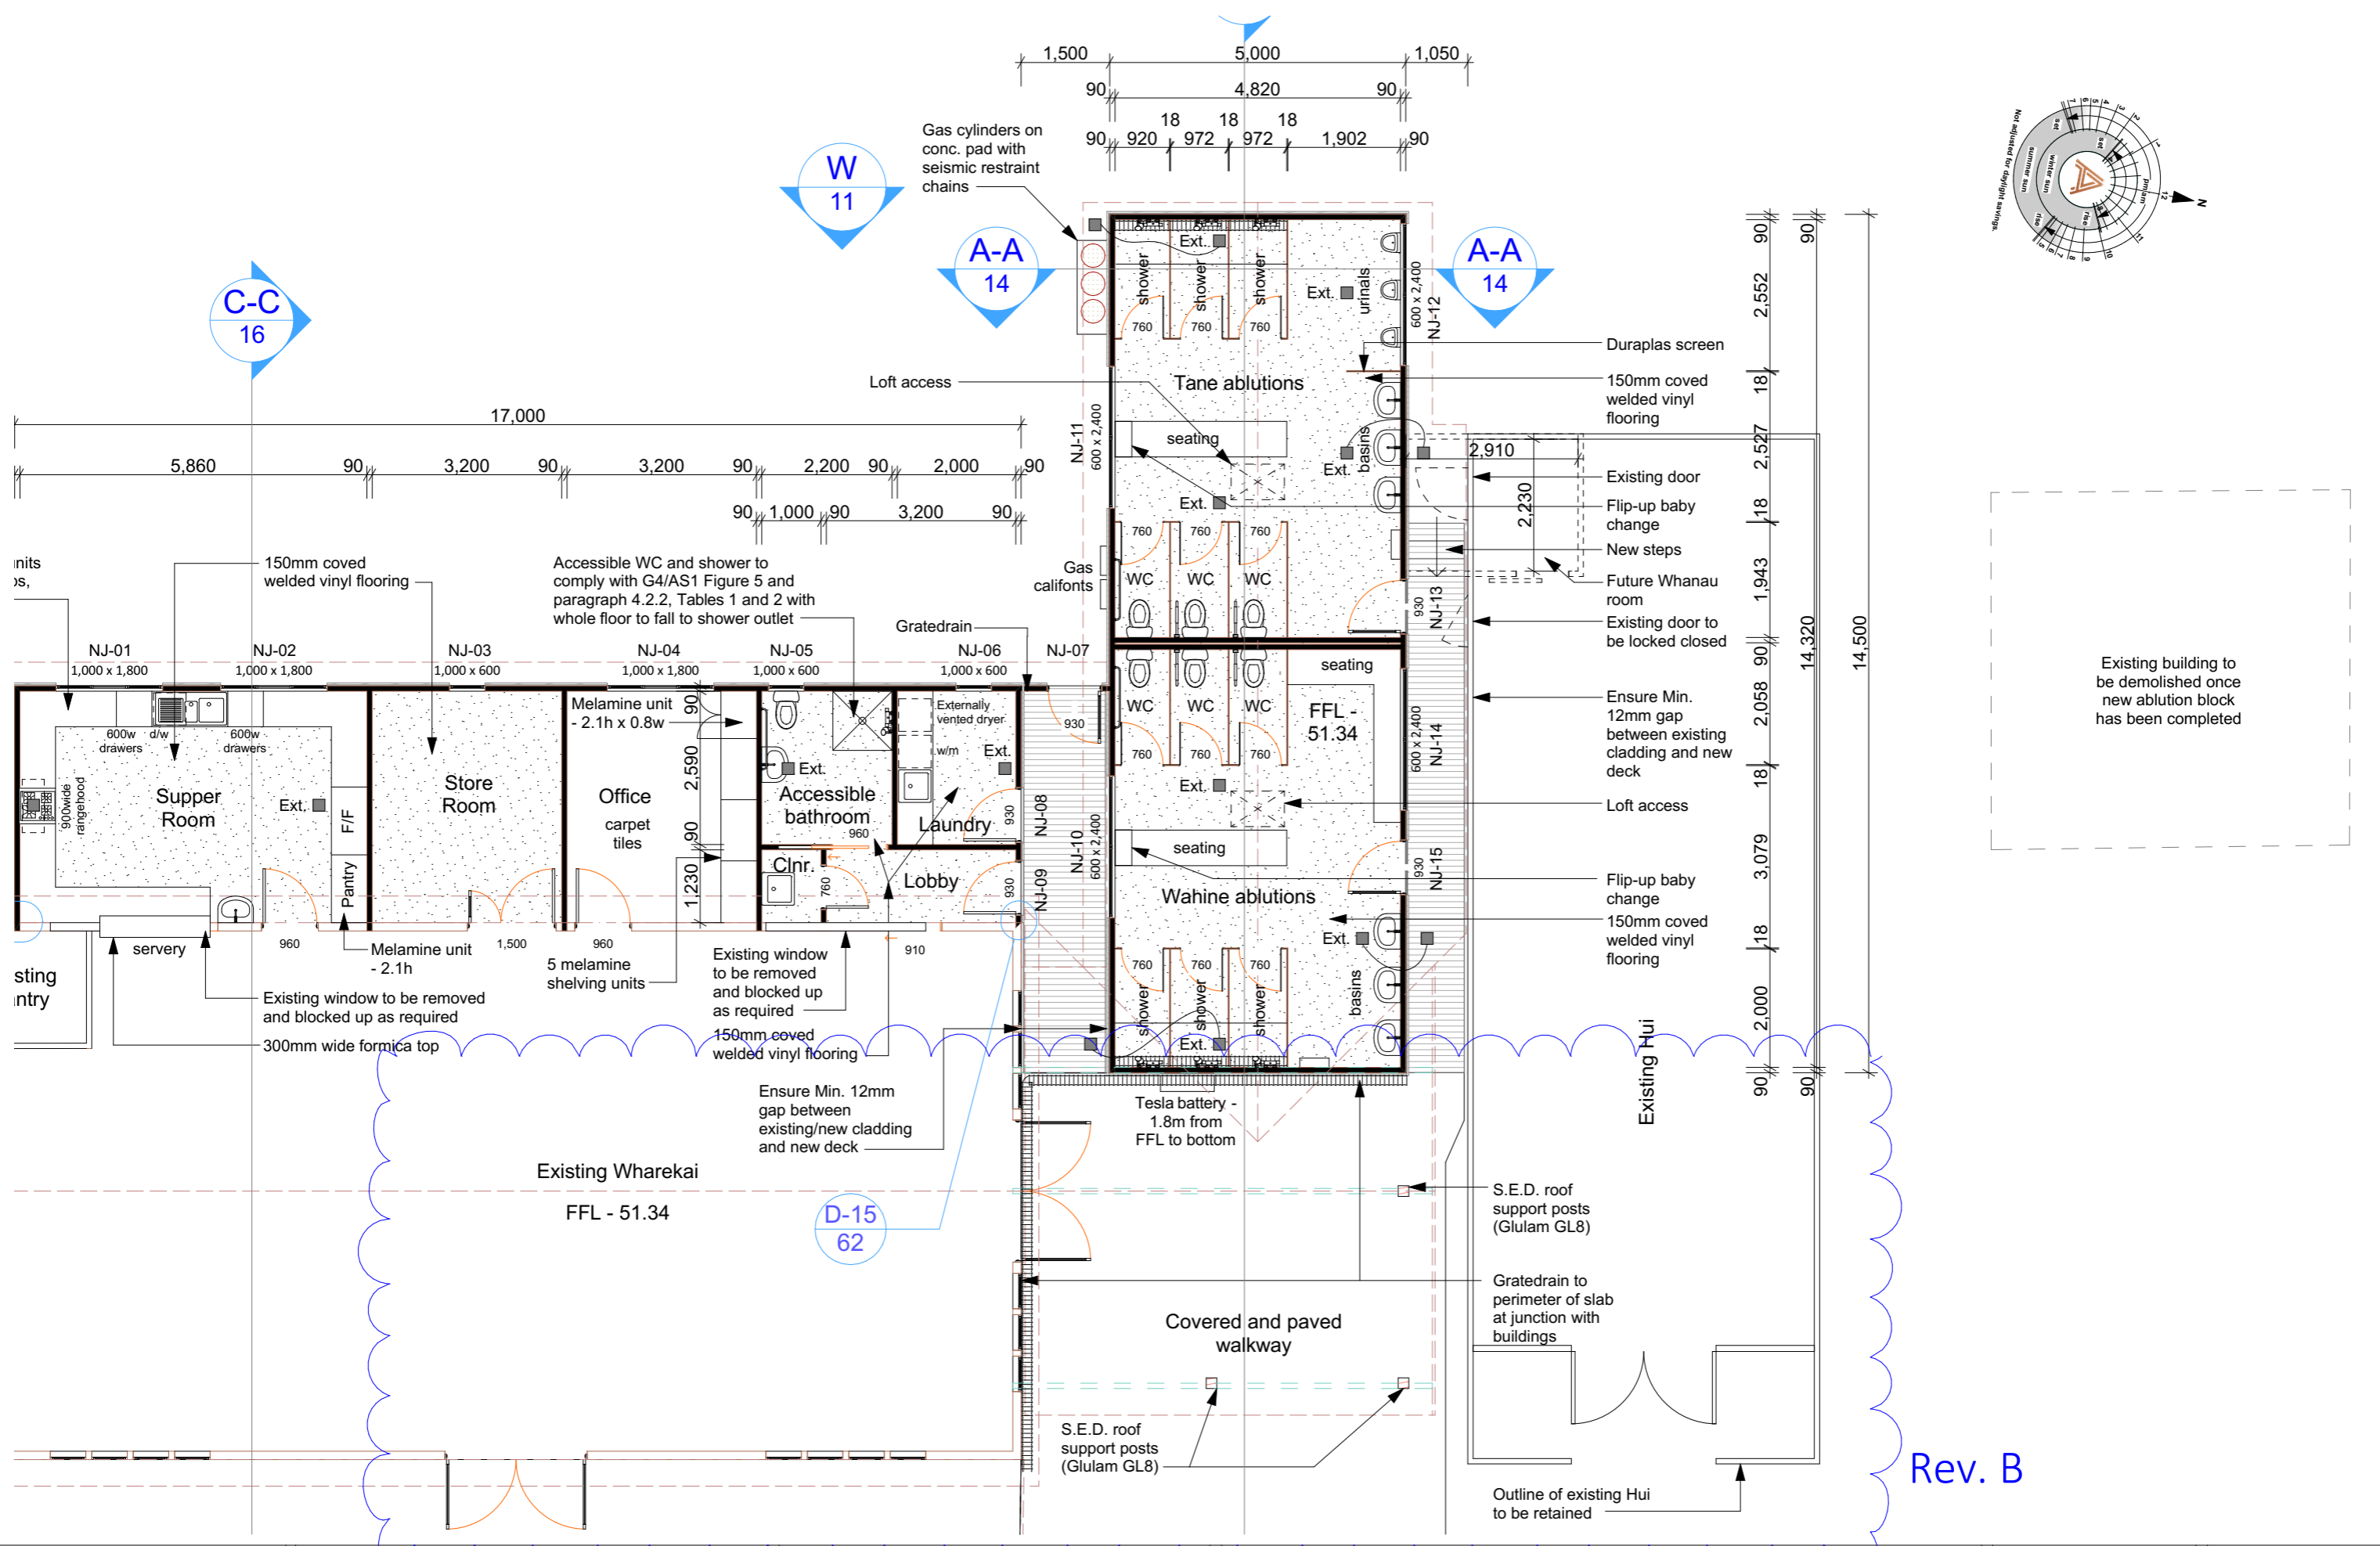 1,500
5,000
1,050
90
4,820
90
18
18
18
90
920
972
972
1,902
90
Gas cylinders on
conc. pad with
seismic restraint
chains
W
11
A-A
14
A-A
14
C-C
16
Not adjusted for daylight savings.
summer sun
winter sun
set
set
rise
rise
pm
am
N
Ext.
shower
shower
shower
Ext.
urinals
600 x 2,400
NJ-12
760
760
760
90
2,552
18
2,527
18
1,943
90
2,058
18
3,079
18
2,000
90
90
14,320
90
14,500
Duraplas screen
150mm coved
welded vinyl
flooring
Loft access
Tane ablutions
17,000
5,860
90
3,200
90
3,200
90
2,200
90
2,000
90
90
1,000
90
3,200
90
NJ-11
600 x 2,400
seating
basins
Ext.
Ext.
2,910
2,230
Existing door
Flip-up baby
change
New steps
Future Whanau
room
Existing door to
be locked closed
760
760
760
WC
WC
WC
930
NJ-13
Gas
califonts
150mm coved
welded vinyl flooring
Accessible WC and shower to
comply with G4/AS1 Figure 5 and
paragraph 4.2.2, Tables 1 and 2 with
whole floor to fall to shower outlet
Gratedrain
NJ-01
1,000 x 1,800
NJ-02
1,000 x 1,800
NJ-03
1,000 x 600
NJ-04
1,000 x 1,800
NJ-05
1,000 x 600
NJ-06
1,000 x 600
NJ-07
Existing building to
be demolished once
new ablution block
has been completed
600w
drawers
d/w
600w
drawers
900wide
rangehood
Supper
Room
Ext.
F/F
Pantry
Store
Room
Office
carpet
tiles
Melamine unit
- 2.1h x 0.8w
90
2,590
90
1,230
Ext.
Accessible
bathroom
960
Externally
vented dryer
w/m
Ext.
Laundry
930
NJ-08
930
Clnr.
760
Lobby
930
NJ-09
NJ-10
600 x 2,400
WC
WC
WC
760
760
760
seating
FFL -
51.34
600 x 2,400
NJ-14
Ext.
Ensure Min.
12mm gap
between existing
cladding and new
deck
Loft access
seating
Wahine ablutions
930
NJ-15
Flip-up baby
change
150mm coved
welded vinyl
flooring
Ext.
760
760
760
shower
shower
shower
basins
Ext.
servery
960
1,500
960
910
Melamine unit
- 2.1h
5 melamine
shelving units
Existing window
to be removed
and blocked up
as required
150mm coved
welded vinyl flooring
Existing window to be removed
and blocked up as required
300mm wide formica top
Ensure Min. 12mm
gap between
existing/new cladding
and new deck
Tesla battery -
1.8m from
FFL to bottom
Existing Hui
Existing Wharekai
FFL - 51.34
D-15
62
S.E.D. roof
support posts
(Glulam GL8)
Gratedrain to
perimeter of slab
at junction with
buildings
Covered and paved
walkway
S.E.D. roof
support posts
(Glulam GL8)
Outline of existing Hui
to be retained
Rev. B